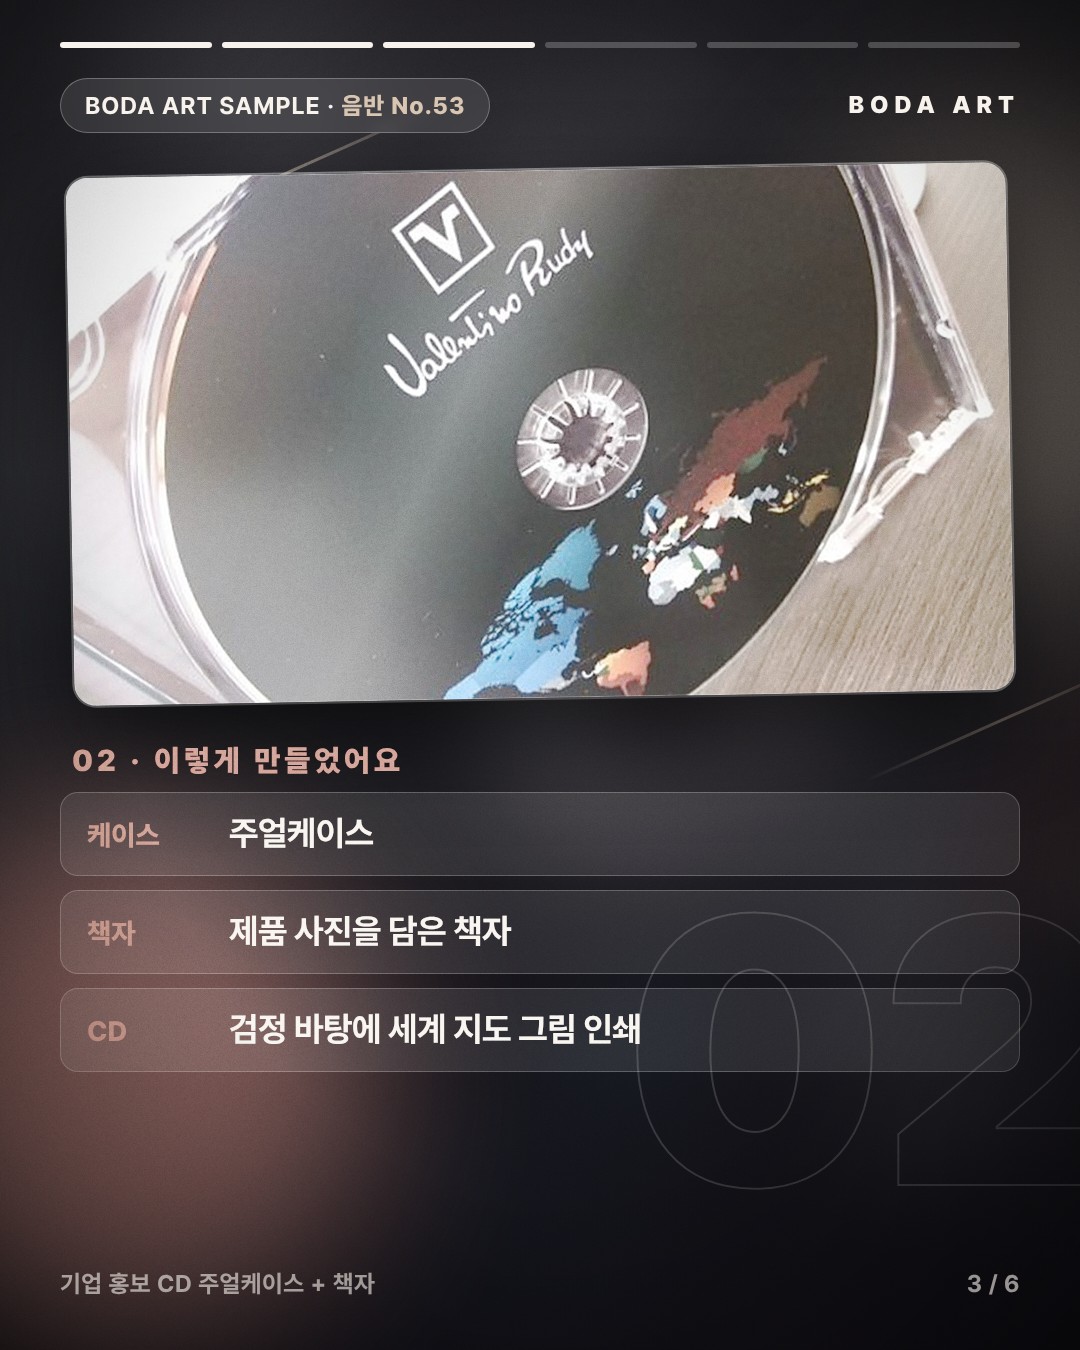 BODA ART SAMPLE · 음반 No.53
BODA ART
V
Valentino Rudy
02 · 이렇게 만들었어요
케이스 주얼케이스
책자 제품 사진을 담은 책자
CD 검정 바탕에 세계 지도 그림 인쇄
02
기업 홍보 CD 주얼케이스 + 책자
3 / 6